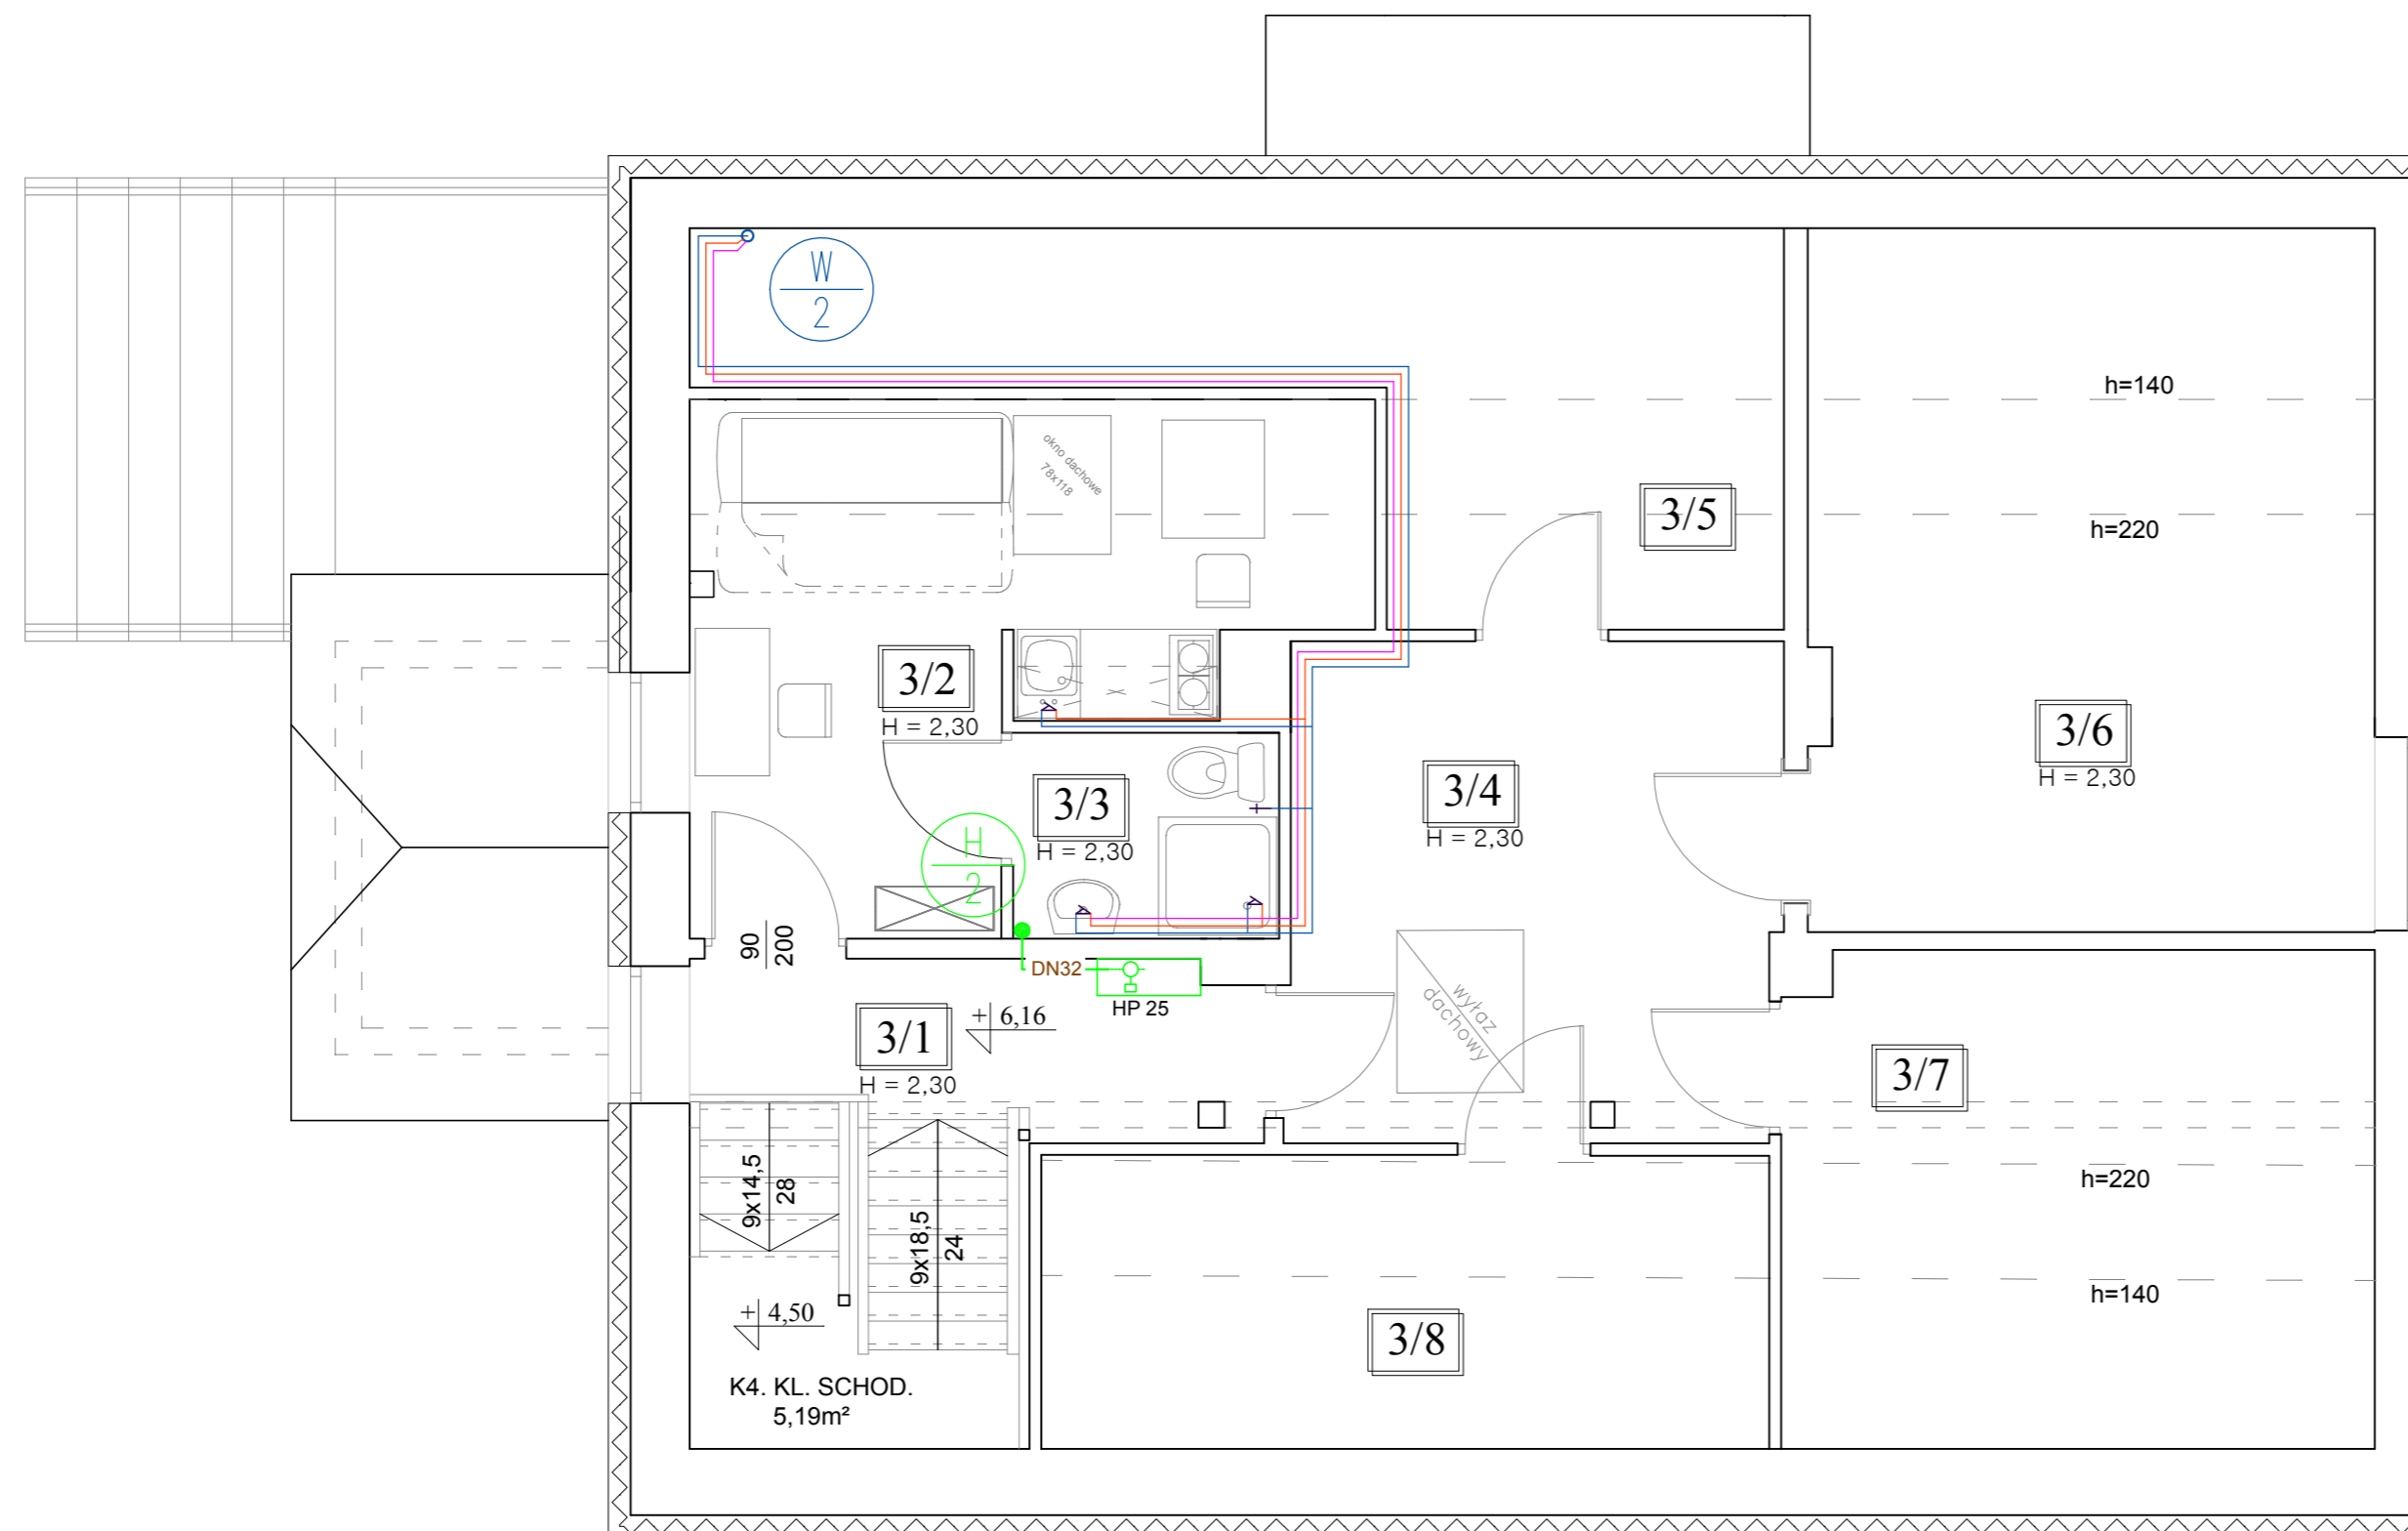 W
2
h=140
okno dachowe
78x118
3/5
h=220
3/2
H = 2,30
3/6
H = 2,30
3/3
H = 2,30
3/4
H = 2,30
H
2
90
200
DN32
HP 25
wyłaz
dachowy
+ 6,16
3/1
H = 2,30
3/7
9x14,5
28
h=220
9x18,5
24
h=140
+ 4,50
3/8
K4. KL. SCHOD.
5,19m²